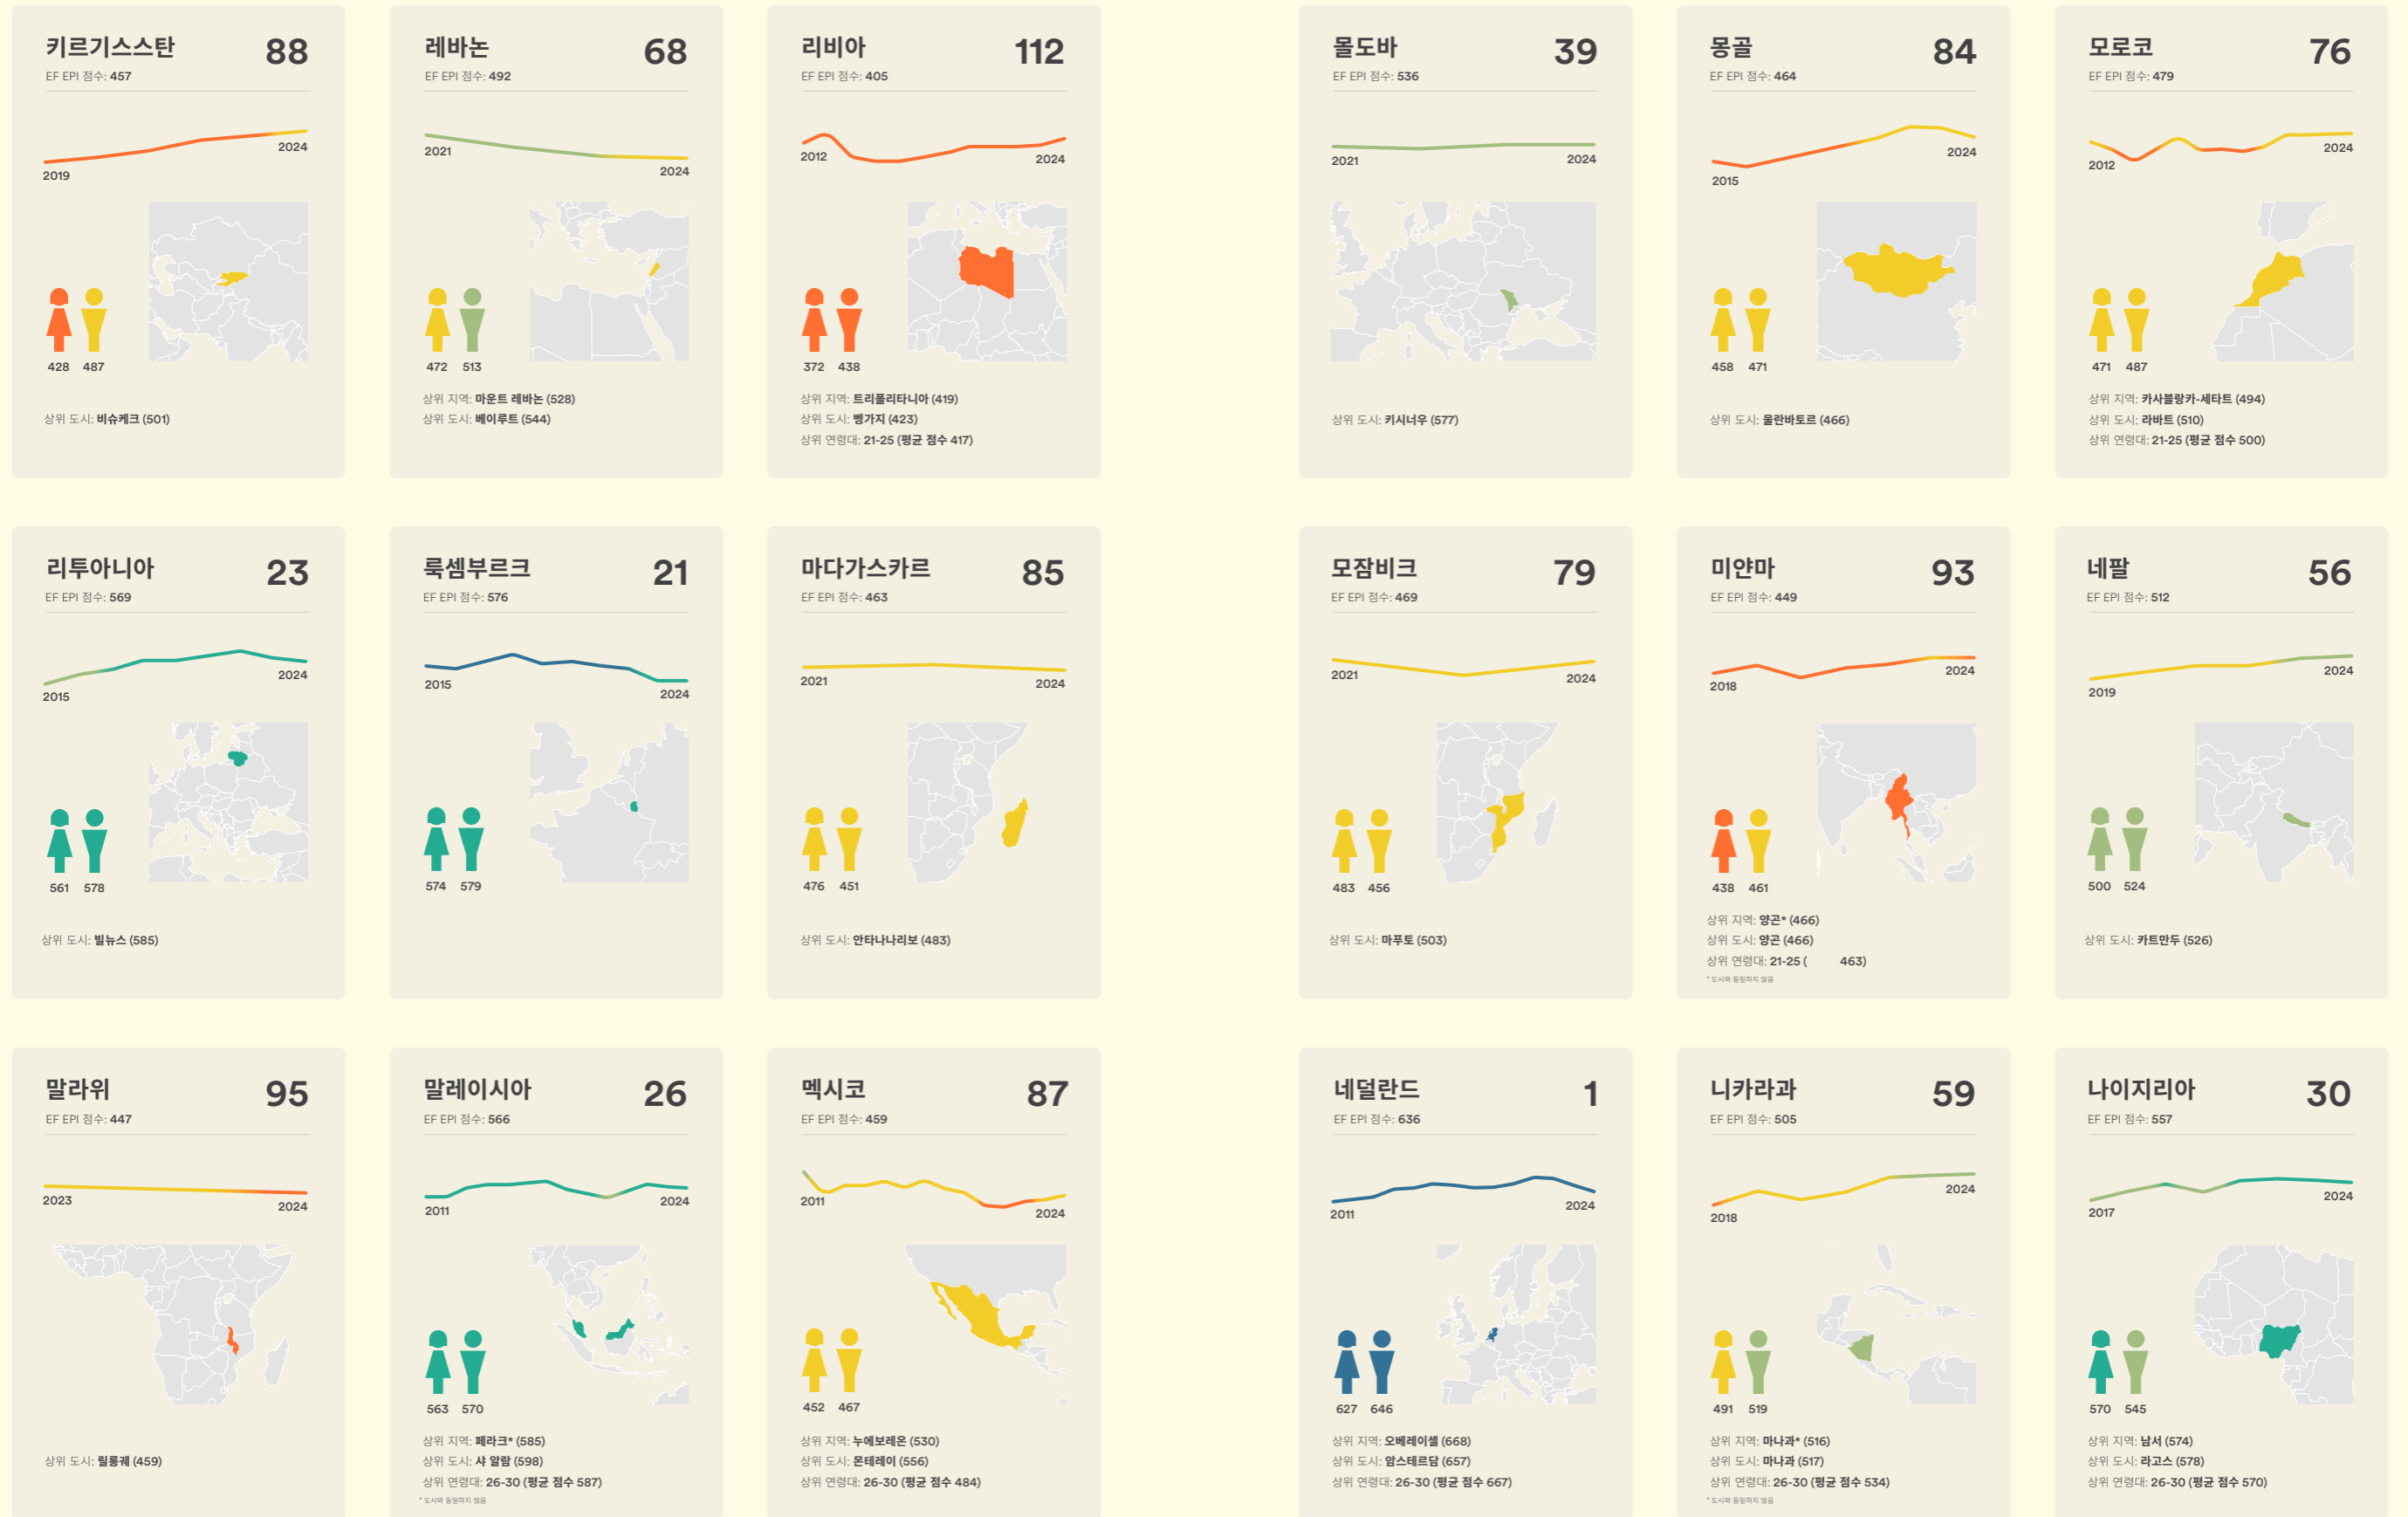 키르기스스탄
88
EF EPI 점수: 457
2019
2024
428
487
상위 도시: 비슈케크 (501)
레바논
68
EF EPI 점수: 492
2021
2024
472
513
상위 지역: 마운트 레바논 (528)
상위 도시: 베이루트 (544)
리비아
112
EF EPI 점수: 405
2012
2024
372
438
상위 지역: 트리폴리타니아 (419)
상위 도시: 벵가지 (423)
상위 연령대: 21-25 (평균 점수 417)
몰도바
39
EF EPI 점수: 536
2021
2024
상위 도시: 키시너우 (577)
몽골
84
EF EPI 점수: 464
2015
2024
458
471
상위 도시: 울란바토르 (466)
모로코
76
EF EPI 점수: 479
2012
2024
471
487
상위 지역: 카사블랑카-세타트 (494)
상위 도시: 라바트 (510)
상위 연령대: 21-25 (평균 점수 500)
리투아니아
23
EF EPI 점수: 569
2015
2024
561
578
상위 도시: 빌뉴스 (585)
룩셈부르크
21
EF EPI 점수: 576
2015
2024
574
579
마다가스카르
85
EF EPI 점수: 463
2021
2024
476
451
상위 도시: 안타나나리보 (483)
모잠비크
79
EF EPI 점수: 469
2021
2024
483
456
상위 도시: 마푸토 (503)
미얀마
93
EF EPI 점수: 449
2018
2024
438
461
상위 지역: 양곤* (466)
상위 도시: 양곤 (466)
상위 연령대: 21-25 ( 463)
* 도시와 동일하지 않음
네팔
56
EF EPI 점수: 512
2019
2024
500
524
상위 도시: 카트만두 (526)
말라위
95
EF EPI 점수: 447
2023
2024
상위 도시: 릴롱궤 (459)
말레이시아
26
EF EPI 점수: 566
2011
2024
563
570
상위 지역: 페라크* (585)
상위 도시: 샤 알람 (598)
상위 연령대: 26-30 (평균 점수 587)
* 도시와 동일하지 않음
멕시코
87
EF EPI 점수: 459
2011
2024
452
467
상위 지역: 누에보레온 (530)
상위 도시: 몬테레이 (556)
상위 연령대: 26-30 (평균 점수 484)
네덜란드
1
EF EPI 점수: 636
2011
2024
627
646
상위 지역: 오베레이셀 (668)
상위 도시: 암스테르담 (657)
상위 연령대: 26-30 (평균 점수 667)
니카라과
59
EF EPI 점수: 505
2018
2024
491
519
상위 지역: 마나과* (516)
상위 도시: 마나과 (517)
상위 연령대: 26-30 (평균 점수 534)
* 도시와 동일하지 않음
나이지리아
30
EF EPI 점수: 557
2017
2024
570
545
상위 지역: 남서 (574)
상위 도시: 라고스 (578)
상위 연령대: 26-30 (평균 점수 570)